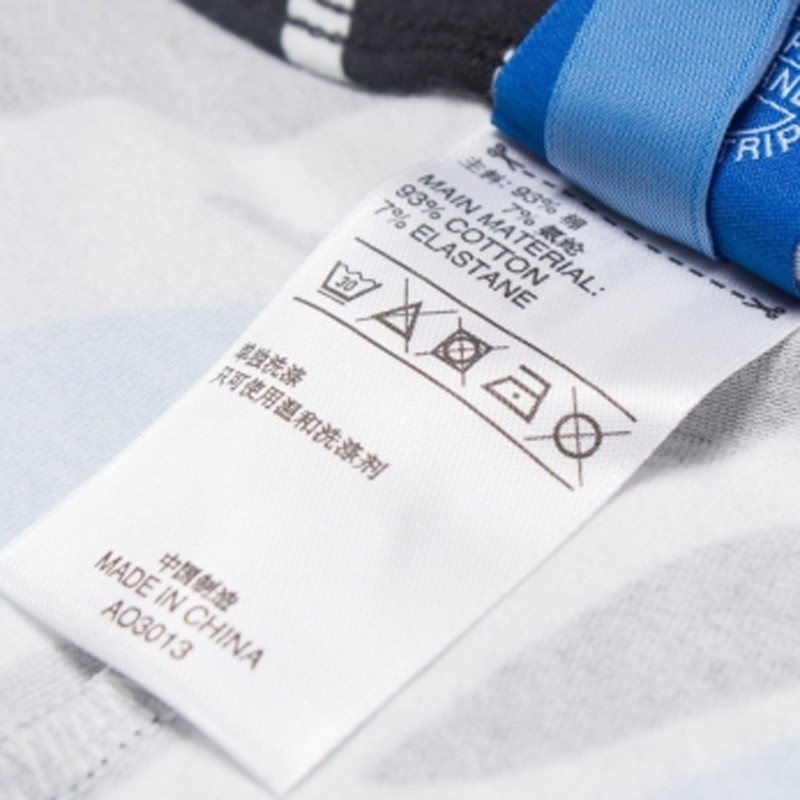 主料: 93% 棉
7% 氨纶
MAIN MATERIAL:
93% COTTON
7% ELASTANE
30
单独洗涤
只可使用温和洗涤剂
中国制造
MADE IN CHINA
AO3013